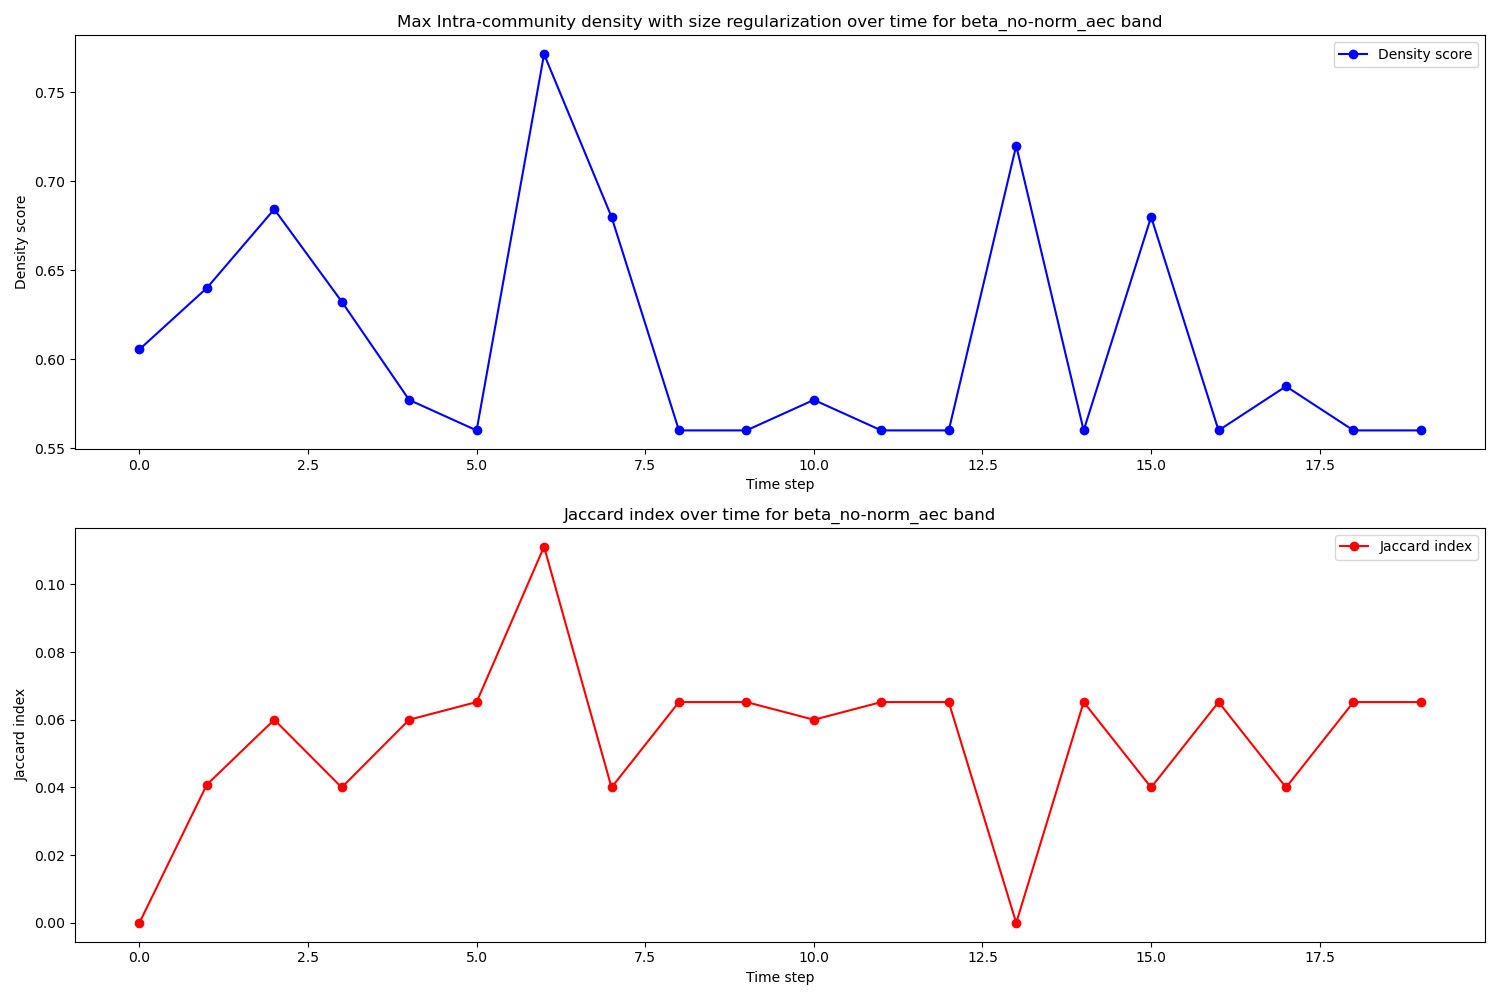 Max Intra-community density with size regularization over time for beta_no-norm_aec band
Density score
0.75
0.70
0.65
0.60
0.55
Density score
0.0 2.5 5.0 7.5 10.0 12.5 15.0 17.5
Time step
Jaccard index over time for beta_no-norm_aec band
Jaccard index
0.10
0.08
0.06
0.04
0.02
0.00
Jaccard index
0.0 2.5 5.0 7.5 10.0 12.5 15.0 17.5
Time step